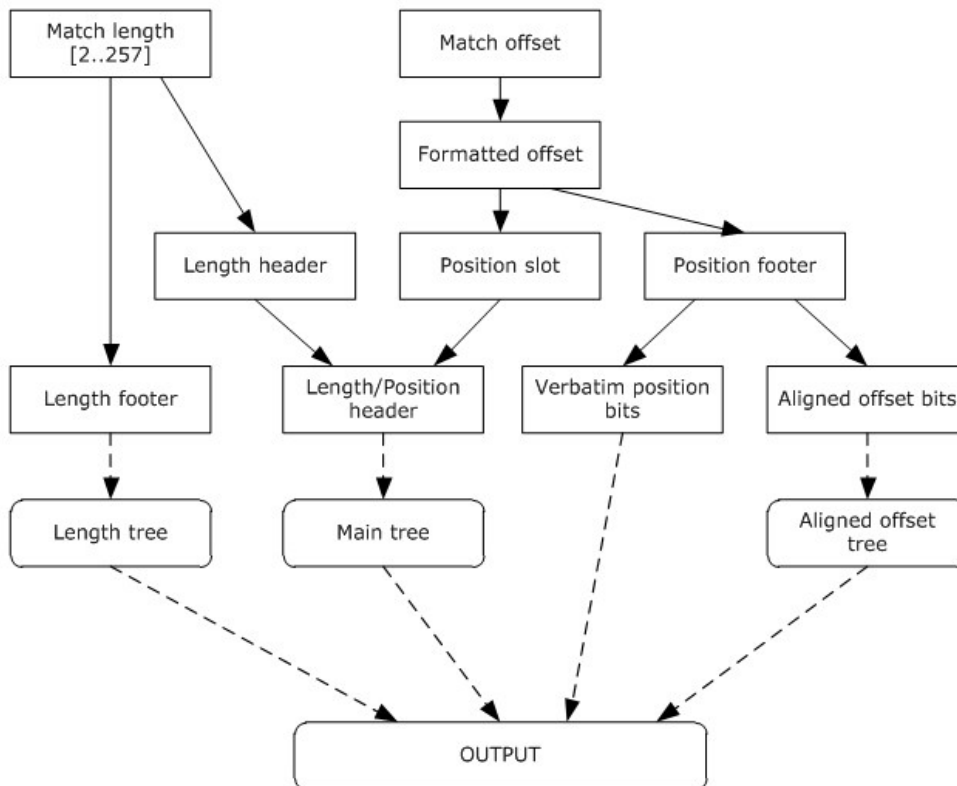 Match length
[2..257]
Match offset
Formatted offset
Length header
Position slot
Position footer
Length footer
Length/Position
header
Verbatim position
bits
Aligned offset bits
Length tree
Main tree
Aligned offset
tree
OUTPUT